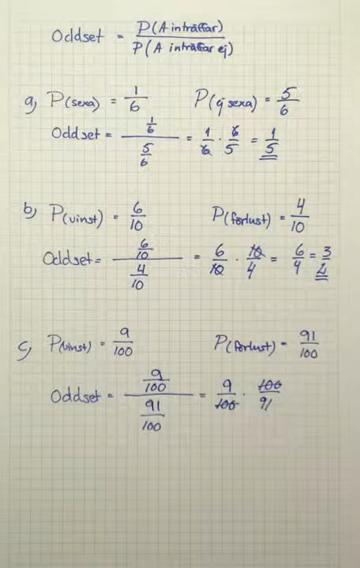 Oddset = P(A inträffar) / P(A inträffar ej)
a) P(sexa) = 1/6 P(ej sexa) = 5/6
Oddset = (1/6) / (5/6) = 1/6 · 6/5 = 1/5
b) P(vinst) = 6/10 P(förlust) = 4/10
Oddset = (6/10) / (4/10) = 6/10 · 10/4 = 6/4 = 3/2
c) P(vinst) = 9/100 P(förlust) = 91/100
Oddset = (9/100) / (91/100) = 9/100 · 100/91